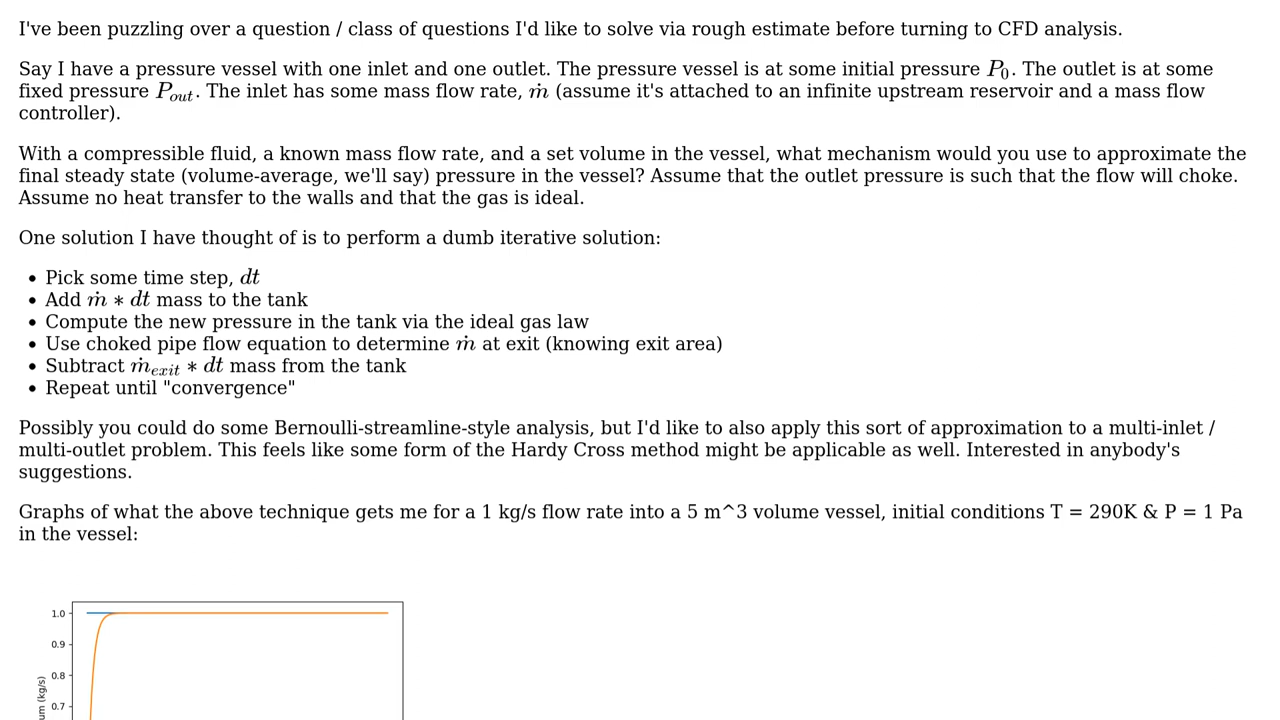 I've been puzzling over a question / class of questions I'd like to solve via rough estimate before turning to CFD analysis.
Say I have a pressure vessel with one inlet and one outlet. The pressure vessel is at some initial pressure P₀. The outlet is at some
fixed pressure P_out. The inlet has some mass flow rate, ṁ (assume it's attached to an infinite upstream reservoir and a mass flow
controller).
With a compressible fluid, a known mass flow rate, and a set volume in the vessel, what mechanism would you use to approximate the
final steady state (volume-average, we'll say) pressure in the vessel? Assume that the outlet pressure is such that the flow will choke.
Assume no heat transfer to the walls and that the gas is ideal.
One solution I have thought of is to perform a dumb iterative solution:
• Pick some time step, dt
• Add ṁ ∗ dt mass to the tank
• Compute the new pressure in the tank via the ideal gas law
• Use choked pipe flow equation to determine ṁ at exit (knowing exit area)
• Subtract ṁ_exit ∗ dt mass from the tank
• Repeat until "convergence"
Possibly you could do some Bernoulli-streamline-style analysis, but I'd like to also apply this sort of approximation to a multi-inlet /
multi-outlet problem. This feels like some form of the Hardy Cross method might be applicable as well. Interested in anybody's
suggestions.
Graphs of what the above technique gets me for a 1 kg/s flow rate into a 5 m^3 volume vessel, initial conditions T = 290K & P = 1 Pa
in the vessel:
1.0
0.9
0.8
0.7
(kg/s)